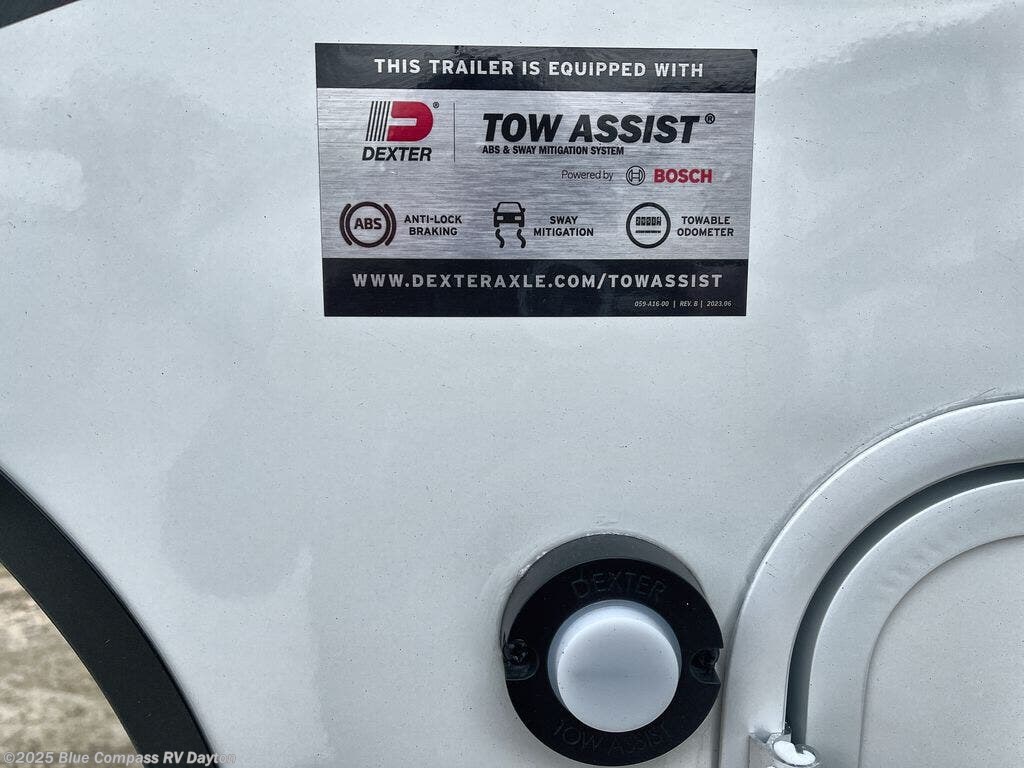 THIS TRAILER IS EQUIPPED WITH
DEXTER®
TOW ASSIST®
ABS & SWAY MITIGATION SYSTEM
Powered by BOSCH
ABS
ANTI-LOCK
BRAKING
SWAY
MITIGATION
TOWABLE
ODOMETER
WWW.DEXTERAXLE.COM/TOWASSIST
059-A16-00 | REV. B | 2023.06
DEXTER
TOW ASSIST
©2025 Blue Compass RV Dayton